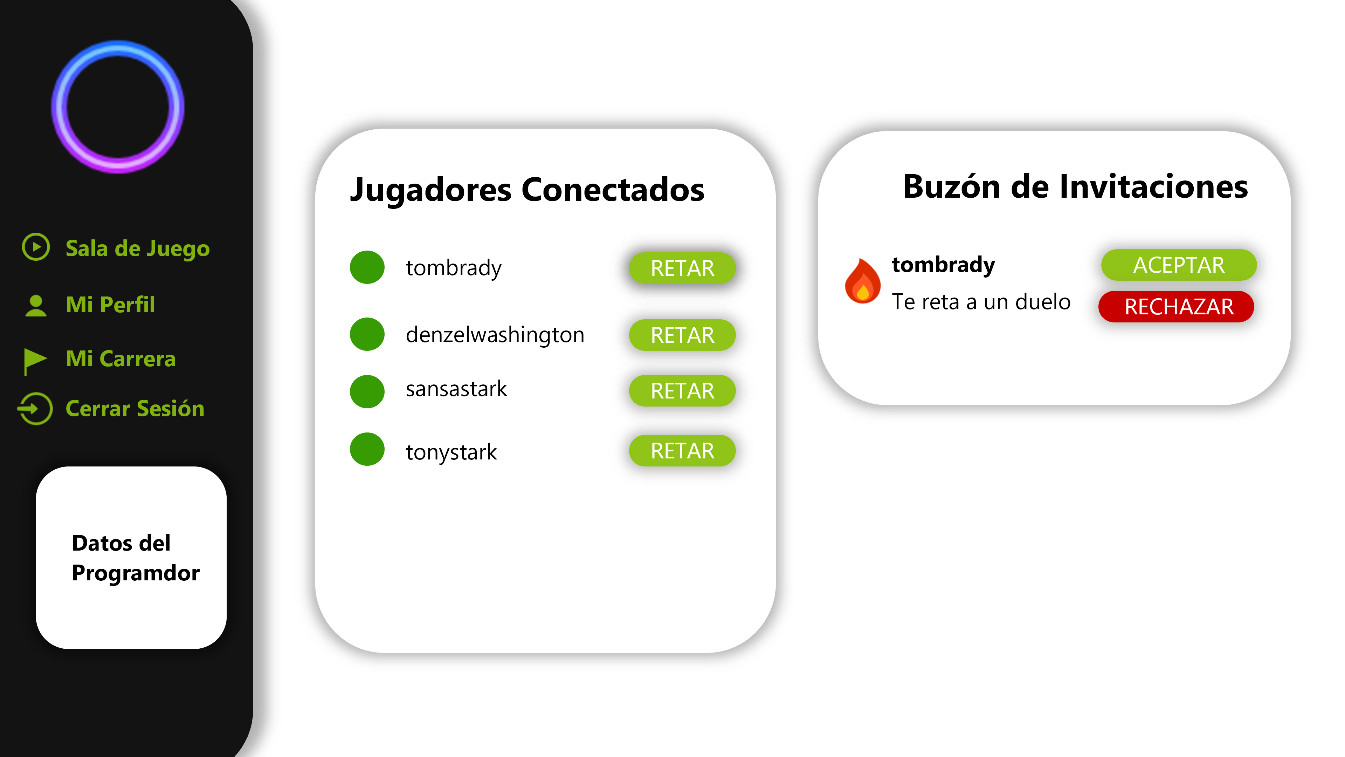 Sala de Juego
Mi Perfil
Mi Carrera
Cerrar Sesión
Datos del
Programdor
Jugadores Conectados
tombrady RETAR
denzelwashington RETAR
sansastark RETAR
tonystark RETAR
Buzón de Invitaciones
tombrady ACEPTAR
Te reta a un duelo RECHAZAR